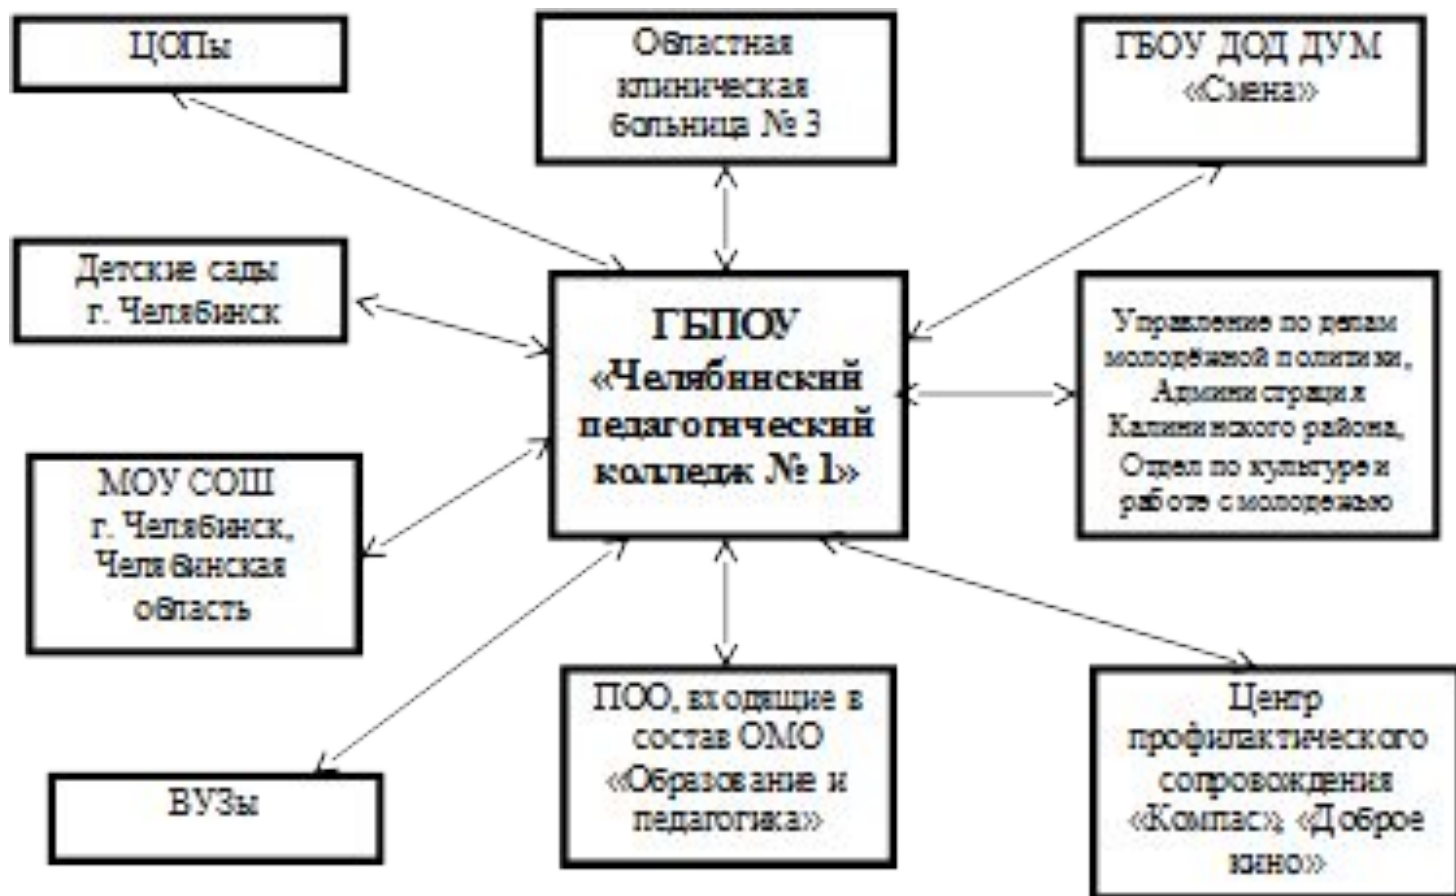 ЦОПы
Областная
клиническая
больница № 3
ГБОУ ДОД ДУМ
«Смена»
Детские сады
г. Челябинск
ГБПОУ
«Челябинский
педагогический
колледж № 1»
Управление по делам
молодёжной политики,
Администрация
Калининского района,
Отдел по культуре и
работе с молодежью
МОУ СОШ
г. Челябинск,
Челябинская
область
ВУЗы
ПОО, входящие в
состав ОМО
«Образование и
педагогика»
Центр
профилактического
сопровождения
«Компас», «Доброе
кино»